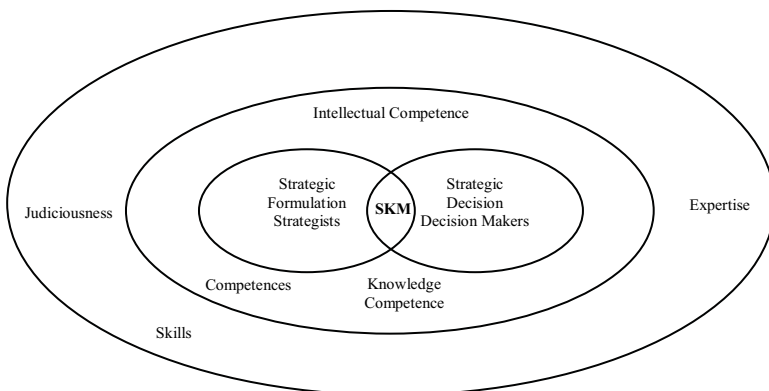 Intellectual Competence
Strategic
Formulation
Strategists
SKM
Strategic
Decision
Decision Makers
Judiciousness
Expertise
Competences
Knowledge
Competence
Skills